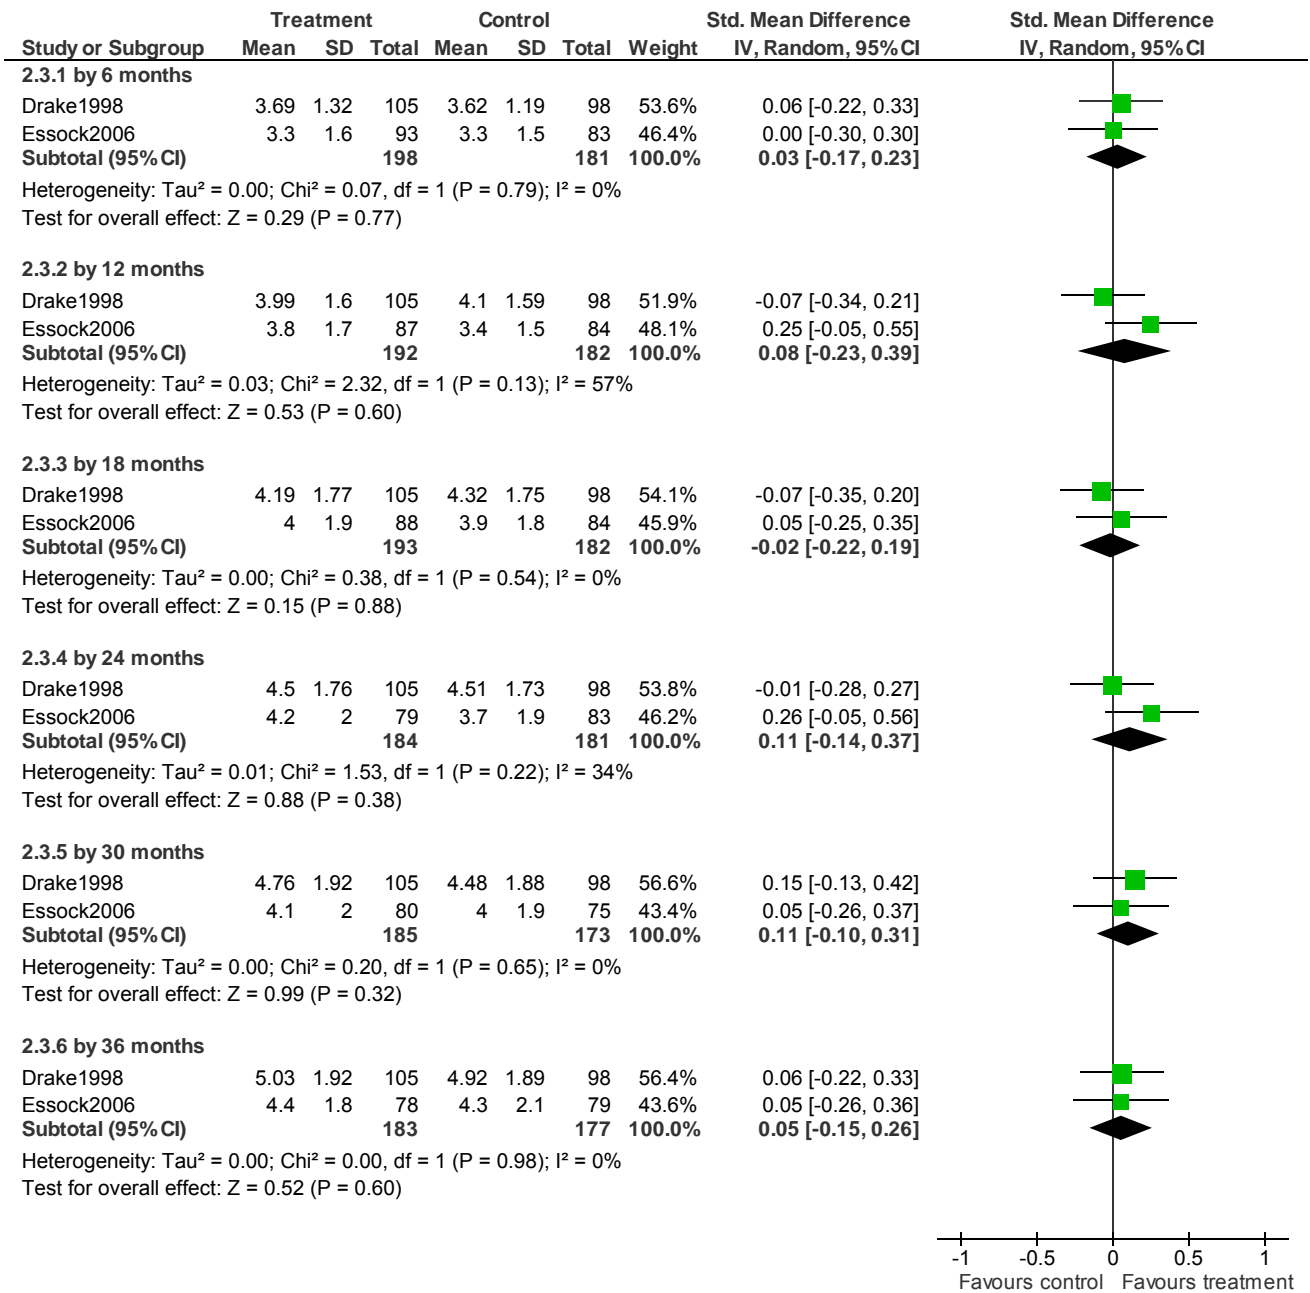 Treatment Control Std. Mean Difference Std. Mean Difference
Study or Subgroup Mean SD Total Mean SD Total Weight IV, Random, 95% CI IV, Random, 95% CI
2.3.1 by 6 months
Drake1998 3.69 1.32 105 3.62 1.19 98 53.6% 0.06 [-0.22, 0.33]
Essock2006 3.3 1.6 93 3.3 1.5 83 46.4% 0.00 [-0.30, 0.30]
Subtotal (95% CI) 198 181 100.0% 0.03 [-0.17, 0.23]
Heterogeneity: Tau² = 0.00; Chi² = 0.07, df = 1 (P = 0.79); I² = 0%
Test for overall effect: Z = 0.29 (P = 0.77)
2.3.2 by 12 months
Drake1998 3.99 1.6 105 4.1 1.59 98 51.9% -0.07 [-0.34, 0.21]
Essock2006 3.8 1.7 87 3.4 1.5 84 48.1% 0.25 [-0.05, 0.55]
Subtotal (95% CI) 192 182 100.0% 0.08 [-0.23, 0.39]
Heterogeneity: Tau² = 0.03; Chi² = 2.32, df = 1 (P = 0.13); I² = 57%
Test for overall effect: Z = 0.53 (P = 0.60)
2.3.3 by 18 months
Drake1998 4.19 1.77 105 4.32 1.75 98 54.1% -0.07 [-0.35, 0.20]
Essock2006 4 1.9 88 3.9 1.8 84 45.9% 0.05 [-0.25, 0.35]
Subtotal (95% CI) 193 182 100.0% -0.02 [-0.22, 0.19]
Heterogeneity: Tau² = 0.00; Chi² = 0.38, df = 1 (P = 0.54); I² = 0%
Test for overall effect: Z = 0.15 (P = 0.88)
2.3.4 by 24 months
Drake1998 4.5 1.76 105 4.51 1.73 98 53.8% -0.01 [-0.28, 0.27]
Essock2006 4.2 2 79 3.7 1.9 83 46.2% 0.26 [-0.05, 0.56]
Subtotal (95% CI) 184 181 100.0% 0.11 [-0.14, 0.37]
Heterogeneity: Tau² = 0.01; Chi² = 1.53, df = 1 (P = 0.22); I² = 34%
Test for overall effect: Z = 0.88 (P = 0.38)
2.3.5 by 30 months
Drake1998 4.76 1.92 105 4.48 1.88 98 56.6% 0.15 [-0.13, 0.42]
Essock2006 4.1 2 80 4 1.9 75 43.4% 0.05 [-0.26, 0.37]
Subtotal (95% CI) 185 173 100.0% 0.11 [-0.10, 0.31]
Heterogeneity: Tau² = 0.00; Chi² = 0.20, df = 1 (P = 0.65); I² = 0%
Test for overall effect: Z = 0.99 (P = 0.32)
2.3.6 by 36 months
Drake1998 5.03 1.92 105 4.92 1.89 98 56.4% 0.06 [-0.22, 0.33]
Essock2006 4.4 1.8 78 4.3 2.1 79 43.6% 0.05 [-0.26, 0.36]
Subtotal (95% CI) 183 177 100.0% 0.05 [-0.15, 0.26]
Heterogeneity: Tau² = 0.00; Chi² = 0.00, df = 1 (P = 0.98); I² = 0%
Test for overall effect: Z = 0.52 (P = 0.60)
-1 -0.5 0 0.5 1
Favours control Favours treatment